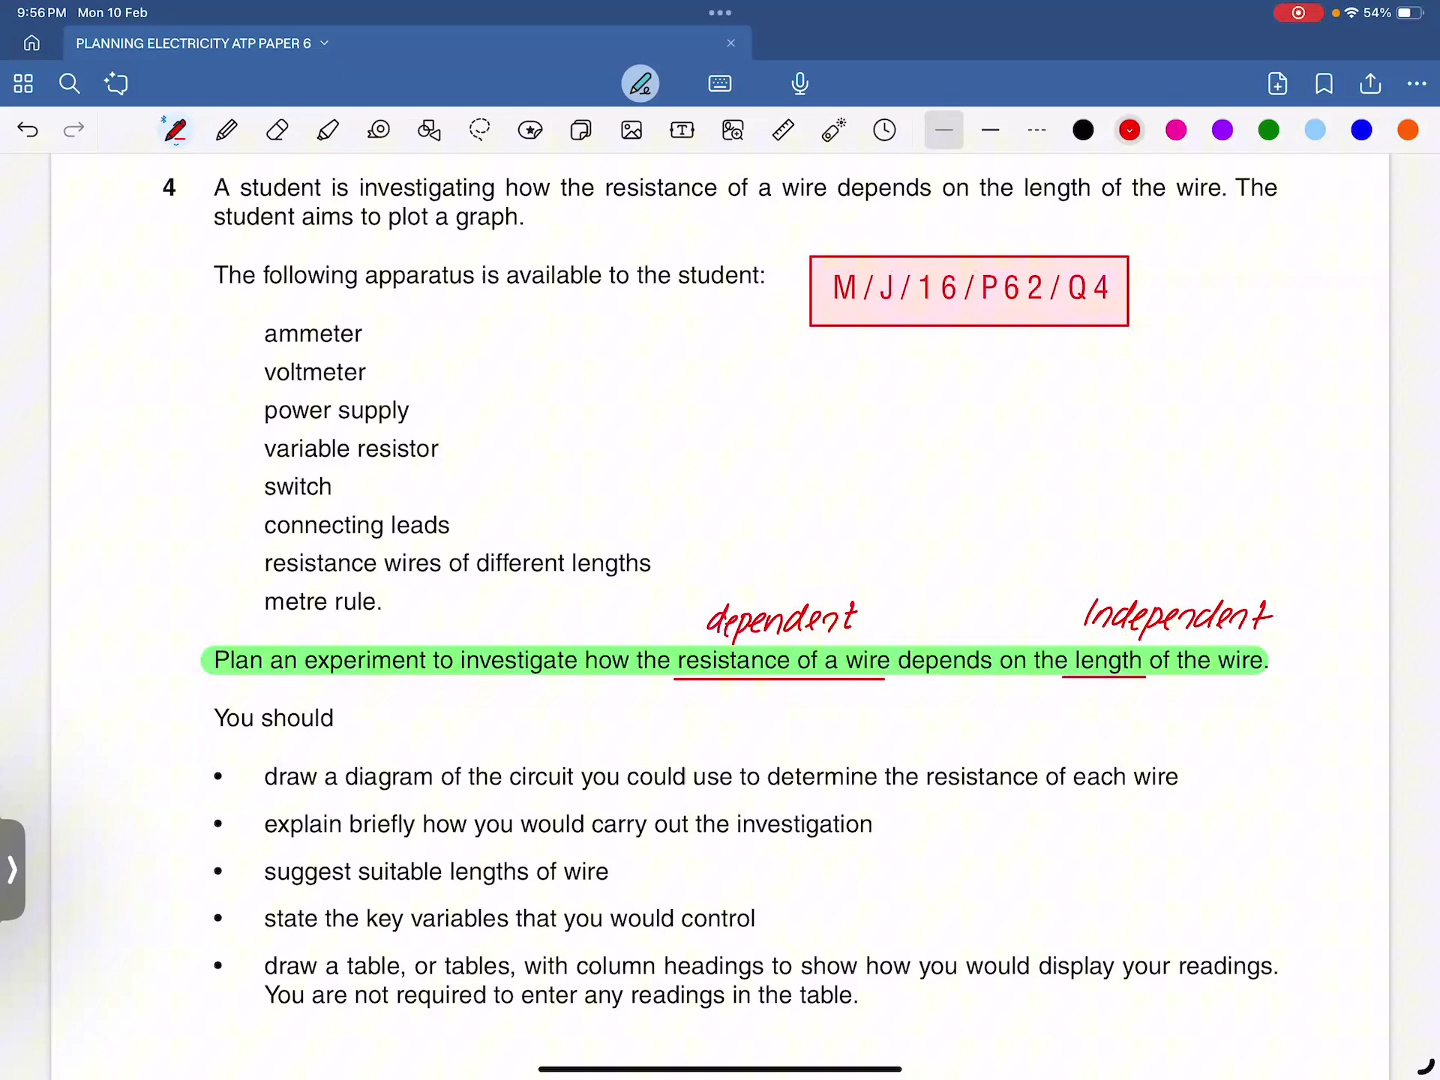 9:56 PM Mon 10 Feb
54%
PLANNING ELECTRICITY ATP PAPER 6
4 A student is investigating how the resistance of a wire depends on the length of the wire. The
student aims to plot a graph.
The following apparatus is available to the student:
M/J/16/P62/Q4
ammeter
voltmeter
power supply
variable resistor
switch
connecting leads
resistance wires of different lengths
metre rule.
dependent Independent
Plan an experiment to investigate how the resistance of a wire depends on the length of the wire.
You should
• draw a diagram of the circuit you could use to determine the resistance of each wire
• explain briefly how you would carry out the investigation
• suggest suitable lengths of wire
• state the key variables that you would control
• draw a table, or tables, with column headings to show how you would display your readings.
You are not required to enter any readings in the table.